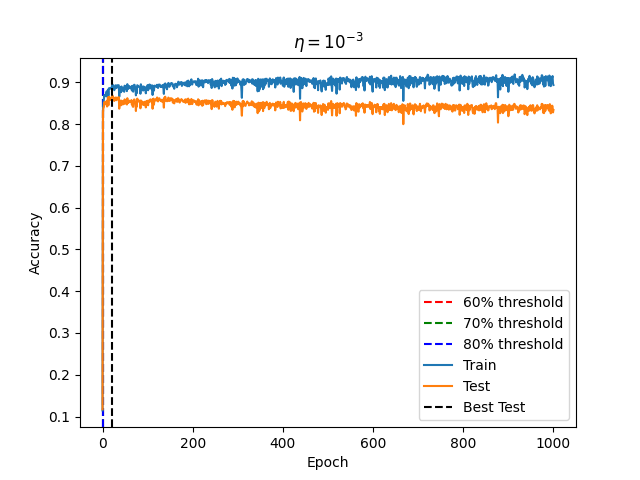 η = 10⁻³
Accuracy
0.9
0.8
0.7
0.6
0.5
0.4
0.3
0.2
0.1
60% threshold
70% threshold
80% threshold
Train
Test
Best Test
0 200 400 600 800 1000
Epoch